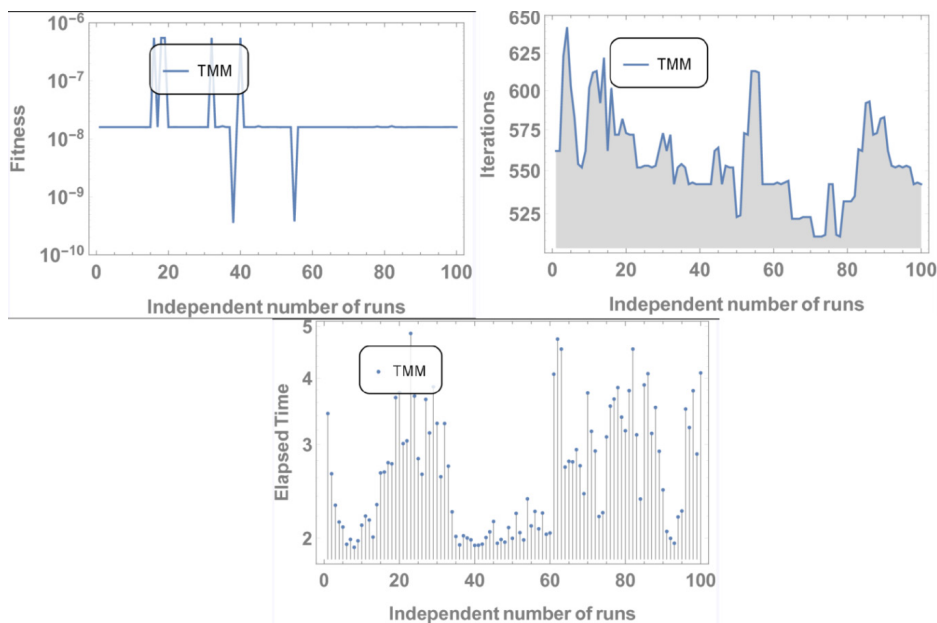 10⁻⁶
10⁻⁷
10⁻⁸
10⁻⁹
10⁻¹⁰
Fitness
TMM
0 20 40 60 80 100
Independent number of runs
650
625
600
575
550
525
Iterations
TMM
0 20 40 60 80 100
Independent number of runs
5
4
3
2
Elapsed Time
TMM
0 20 40 60 80 100
Independent number of runs